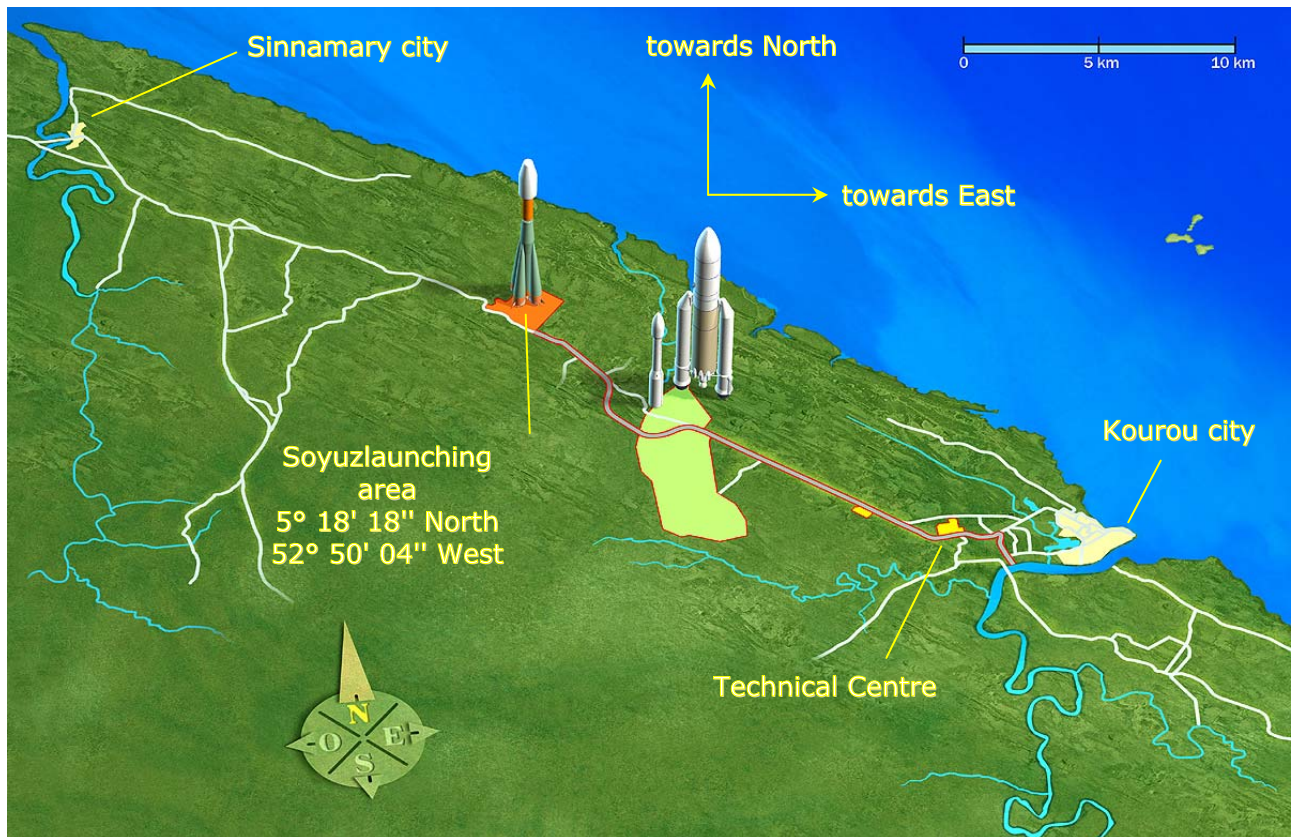 Sinnamary city
towards North
0 5 km 10 km
towards East
Kourou city
Soyuzlaunching
area
5° 18' 18'' North
52° 50' 04'' West
Technical Centre
N
O E
S